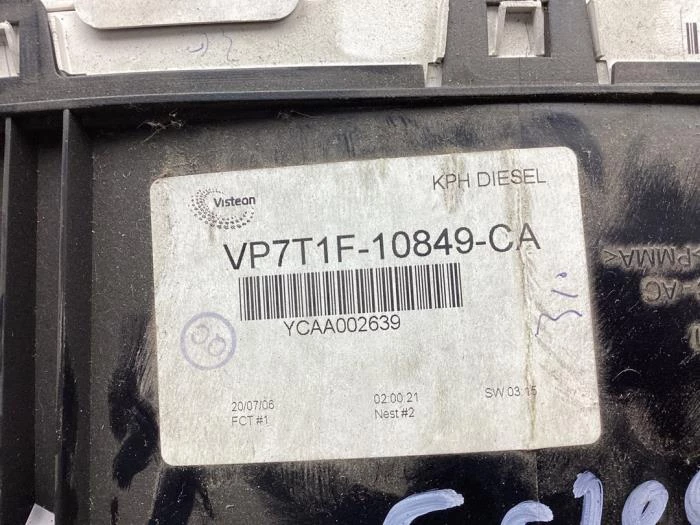 Visteon
KPH DIESEL
VP7T1F-10849-CA
YCAA002639
20/07/06 02:00:21 SW 03.15
FCT #1 Nest #2
>PMMA<